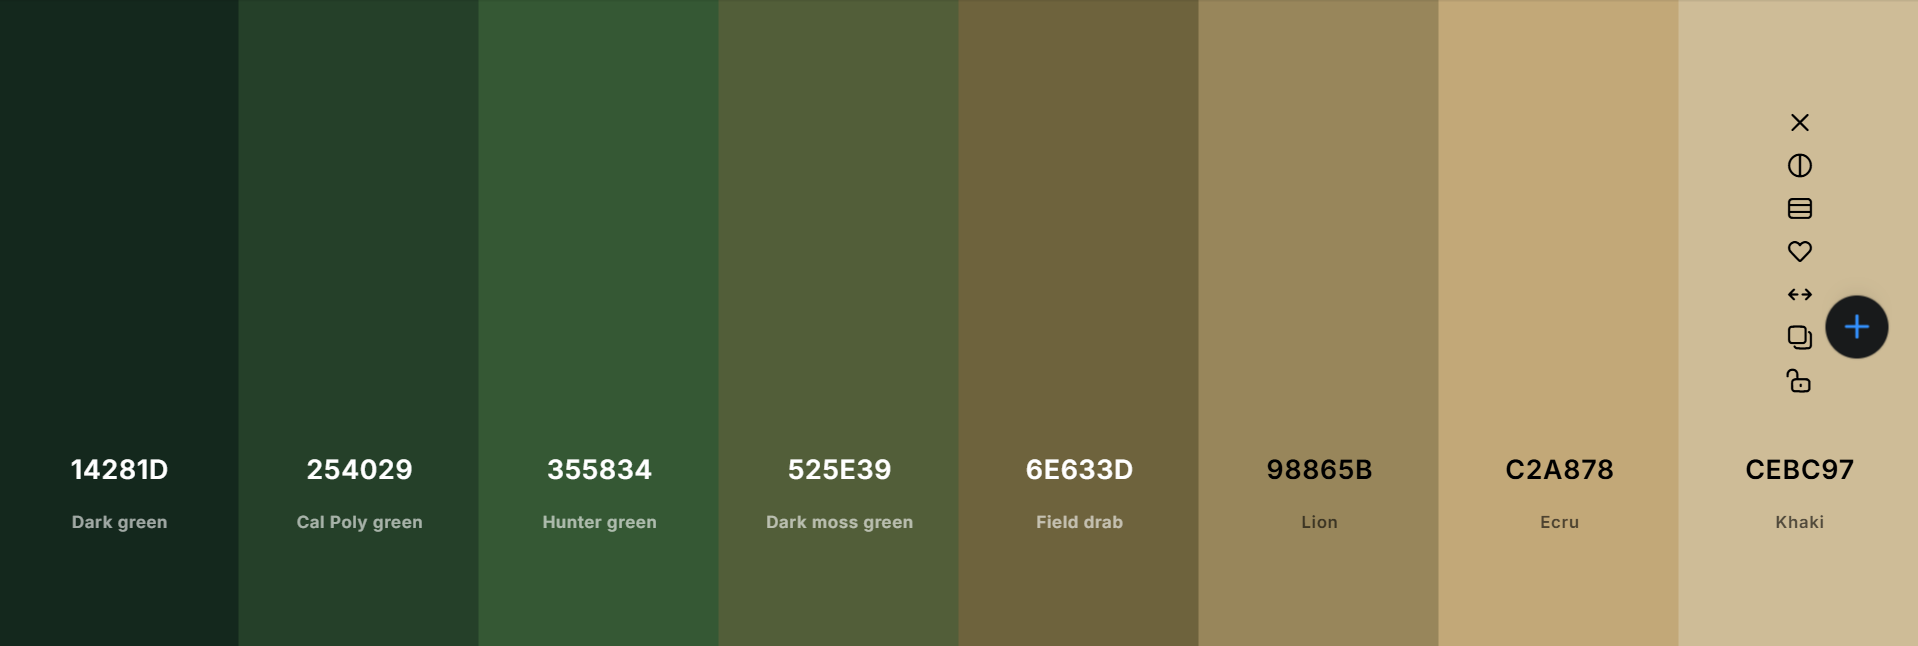 14281D
Dark green
254029
Cal Poly green
355834
Hunter green
525E39
Dark moss green
6E633D
Field drab
98865B
Lion
C2A878
Ecru
CEBC97
Khaki